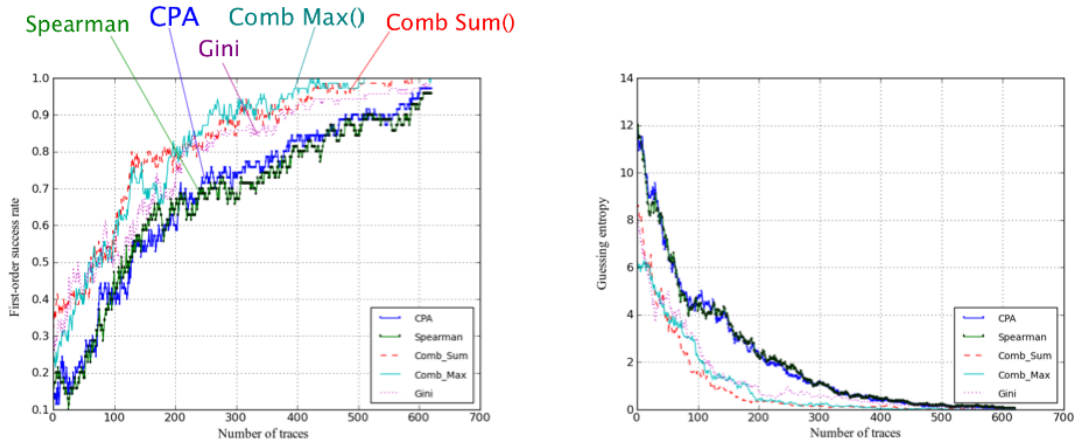 Spearman
CPA
Gini
Comb Max()
Comb Sum()
First-order success rate
1.0
0.9
0.8
0.7
0.6
0.5
0.4
0.3
0.2
0.1
0 100 200 300 400 500 600 700
Number of traces
CPA
Spearman
Comb_Sum
Comb_Max
Gini
Guessing entropy
14
12
10
8
6
4
2
0
0 100 200 300 400 500 600 700
Number of traces
CPA
Spearman
Comb_Sum
Comb_Max
Gini